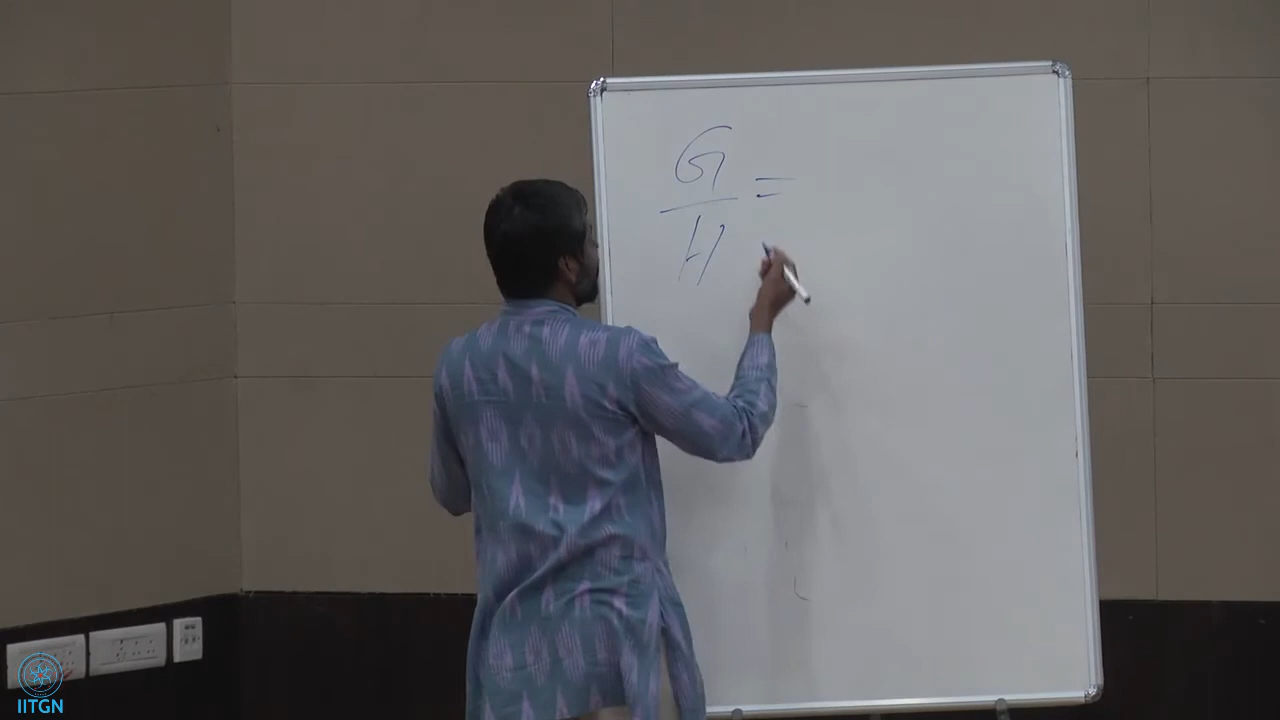 G
— =
H
IITGN